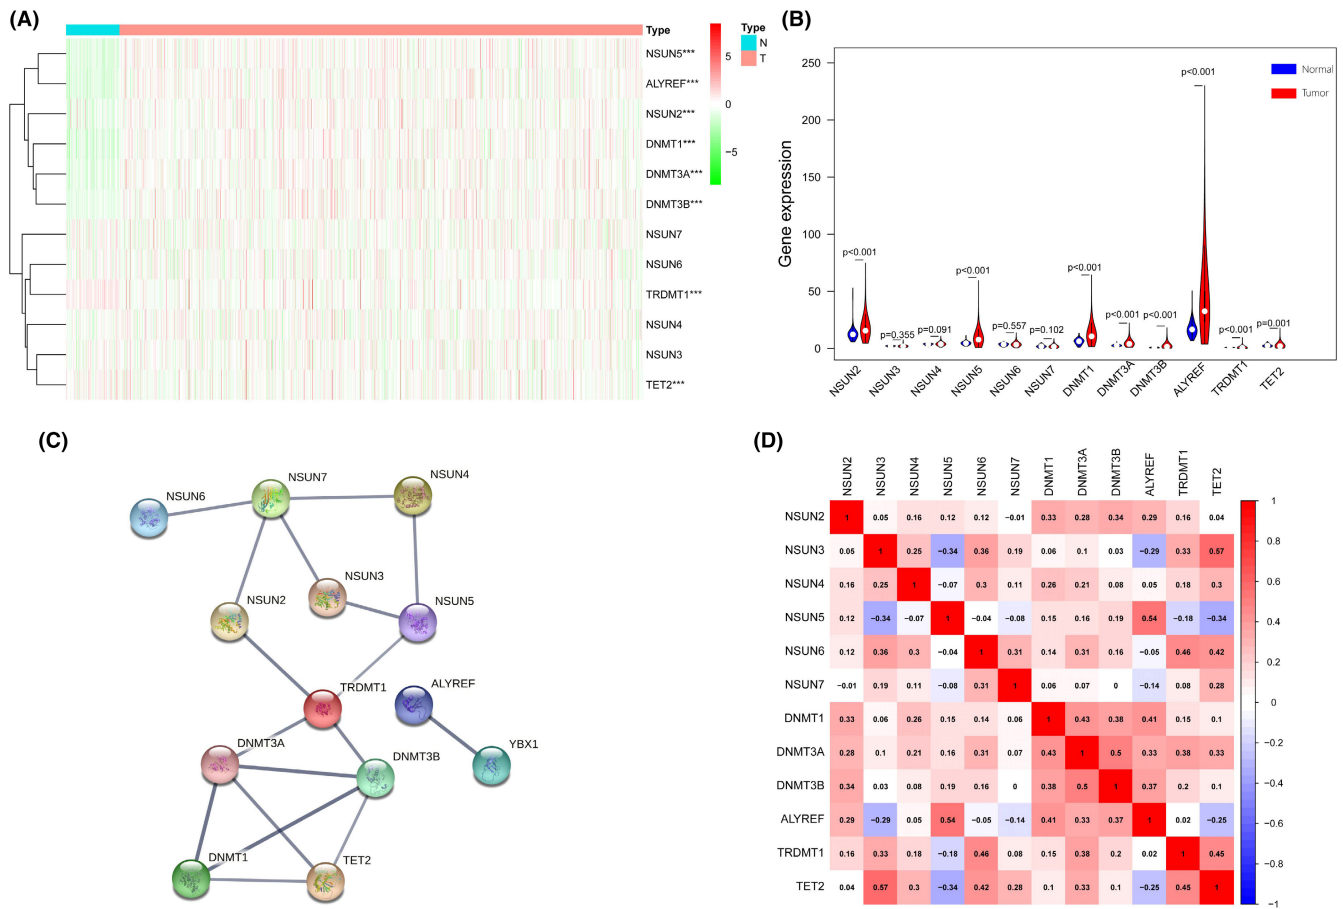 (A)
Type
NSUN5***
ALYREF***
NSUN2***
DNMT1***
DNMT3A***
DNMT3B***
NSUN7
NSUN6
TRDMT1***
NSUN4
NSUN3
TET2***
5
0
−5
Type
N
T
(B)
Gene expression
250
200
150
100
50
0
p<0.001
p=0.355
p=0.091
p<0.001
p=0.557
p=0.102
p<0.001
p<0.001
p<0.001
p<0.001
p<0.001
p=0.001
Normal
Tumor
NSUN2
NSUN3
NSUN4
NSUN5
NSUN6
NSUN7
DNMT1
DNMT3A
DNMT3B
ALYREF
TRDMT1
TET2
(C)
NSUN7
NSUN4
NSUN6
NSUN3
NSUN2
NSUN5
TRDMT1
ALYREF
DNMT3A
DNMT3B
YBX1
DNMT1
TET2
(D)
NSUN2 NSUN3 NSUN4 NSUN5 NSUN6 NSUN7 DNMT1 DNMT3A DNMT3B ALYREF TRDMT1 TET2
NSUN2 1 0.05 0.16 0.12 0.12 −0.01 0.33 0.28 0.34 0.29 0.16 0.04
NSUN3 0.05 1 0.25 −0.34 0.36 0.19 0.06 0.1 0.03 −0.29 0.33 0.57
NSUN4 0.16 0.25 1 −0.07 0.3 0.11 0.26 0.21 0.08 0.05 0.18 0.3
NSUN5 0.12 −0.34 −0.07 1 −0.04 −0.08 0.15 0.16 0.19 0.54 −0.18 −0.34
NSUN6 0.12 0.36 0.3 −0.04 1 0.31 0.14 0.31 0.16 −0.05 0.46 0.42
NSUN7 −0.01 0.19 0.11 −0.08 0.31 1 0.06 0.07 0 −0.14 0.08 0.28
DNMT1 0.33 0.06 0.26 0.15 0.14 0.06 1 0.43 0.38 0.41 0.15 0.1
DNMT3A 0.28 0.1 0.21 0.16 0.31 0.07 0.43 1 0.5 0.33 0.38 0.33
DNMT3B 0.34 0.03 0.08 0.19 0.16 0 0.38 0.5 1 0.37 0.2 0.1
ALYREF 0.29 −0.29 0.05 0.54 −0.05 −0.14 0.41 0.33 0.37 1 0.02 −0.25
TRDMT1 0.16 0.33 0.18 −0.18 0.46 0.08 0.15 0.38 0.2 0.02 1 0.45
TET2 0.04 0.57 0.3 −0.34 0.42 0.28 0.1 0.33 0.1 −0.25 0.45 1
1
0.8
0.6
0.4
0.2
0
−0.2
−0.4
−0.6
−0.8
−1